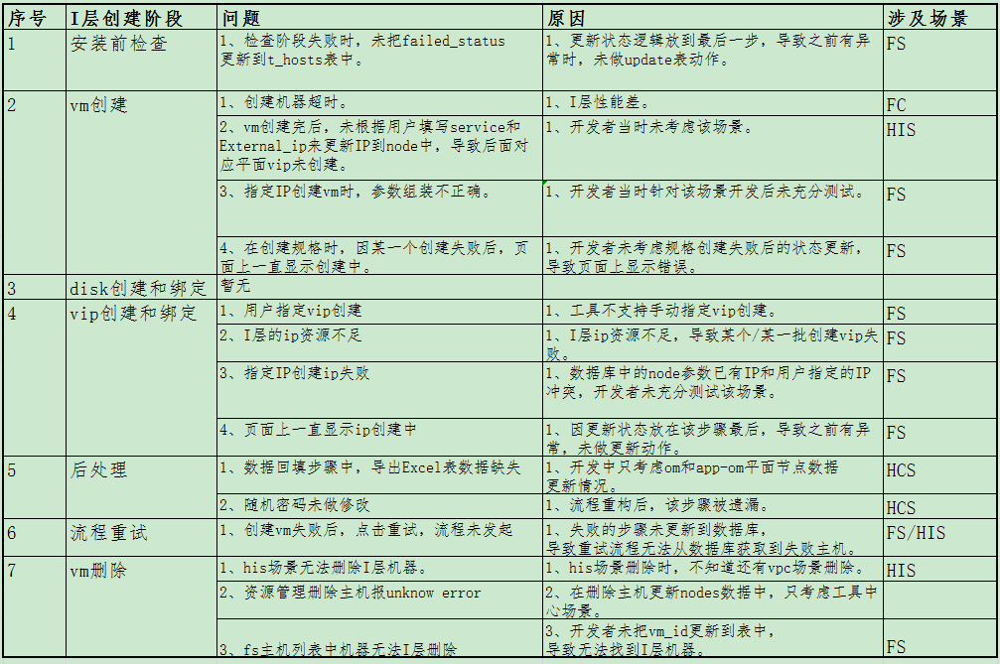 序号 I层创建阶段 问题 原因 涉及场景
1 安装前检查 1、检查阶段失败时，未把failed_status
更新到t_hosts表中。 1、更新状态逻辑放到最后一步，导致之前有异
常时，未做update表动作。 FS
2 vm创建 1、创建机器超时。 1、I层性能差。 FC
2、vm创建完后，未根据用户填写service和
External_ip来更新IP到node中，导致后面对
应平面vip未创建。 1、开发者当时未考虑该场景。 HIS
3、指定IP创建vm时，参数组装不正确。 1、开发者当时针对该场景开发后未充分测试。 FS
4、在创建规格时，因某一个创建失败后，页
面上一直显示创建中。 1、开发者未考虑规格创建失败后的状态更新，
导致页面上显示错误。 FS
3 disk创建和绑定 暂无
4 vip创建和绑定 1、用户指定vip创建 1、工具不支持手动指定vip创建。 FS
2、I层的ip资源不足 1、I层ip资源不足，导致某个/某一批创建vip失
败。 FS
3、指定IP创建ip失败 1、数据库中的node参数已有IP和用户指定的IP
冲突，开发者未充分测试该场景。 FS
4、页面上一直显示ip创建中 1、因更新状态放在该步骤最后，导致之前有异
常，未做更新动作。 FS
5 后处理 1、数据回填步骤中，导出Excel表数据缺失 1、开发中只考虑om和app-om平面节点数据
更新情况。 HCS
2、随机密码未做修改 1、流程重构后，该步骤被遗漏。 HCS
6 流程重试 1、创建vm失败后，点击重试，流程未发起 1、失败的步骤未更新到数据库，
导致重试流程无法从数据库获取到失败主机。 FS/HIS
7 vm删除 1、his场景无法删除I层机器。 1、his场景删除时，不知道还有vpc场景删除。 HIS
2、资源管理删除主机报unknow error 2、在删除主机更新nodes数据中，只考虑工具中
心场景。
3、fs主机列表中机器无法I层删除 3、开发者未把vm_id更新到表中，
导致无法找到I层机器。 FS